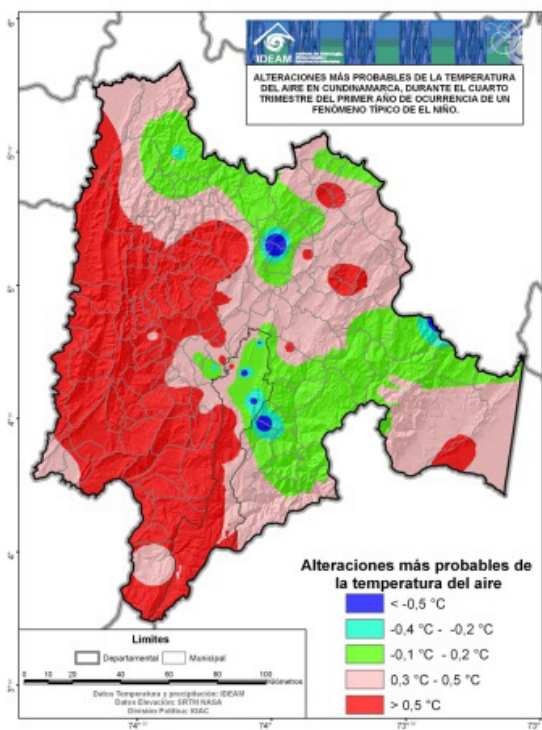 IDEAM
ALTERACIONES MÁS PROBABLES DE LA TEMPERATURA
DEL AIRE EN CUNDINAMARCA, DURANTE EL CUARTO
TRIMESTRE DEL PRIMER AÑO DE OCURRENCIA DE UN
FENÓMENO TÍPICO DE EL NIÑO.
Alteraciones más probables de
la temperatura del aire
< -0,5 °C
-0,4 °C - -0,2 °C
-0,1 °C - 0,2 °C
0,3 °C - 0,5 °C
> 0,5 °C
Limites
Departamental Municipal
0 10 20 40 60 80 100
Kilómetros
Datos Temperatura y precipitación: IDEAM
Datos Elevación: SRTM NASA
División Política: IGAC